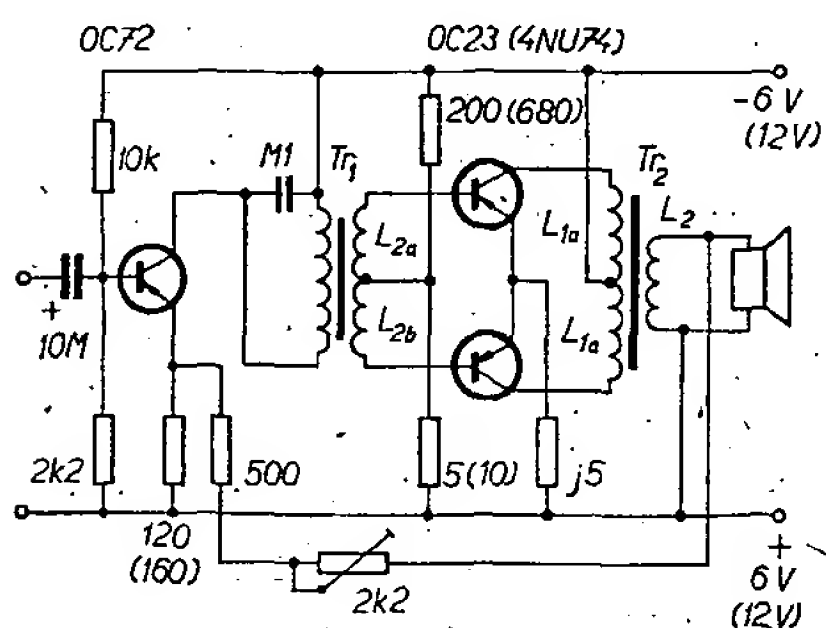 OC72
OC23 (4NU74)
-6 V
(12V)
200 (680)
10k
M1
Tr1
Tr2
L2a
L1a
L2
L2b
L1a
+
10M
2k2
500
5(10)
j5
120
(160)
2k2
+
6V
(12V)